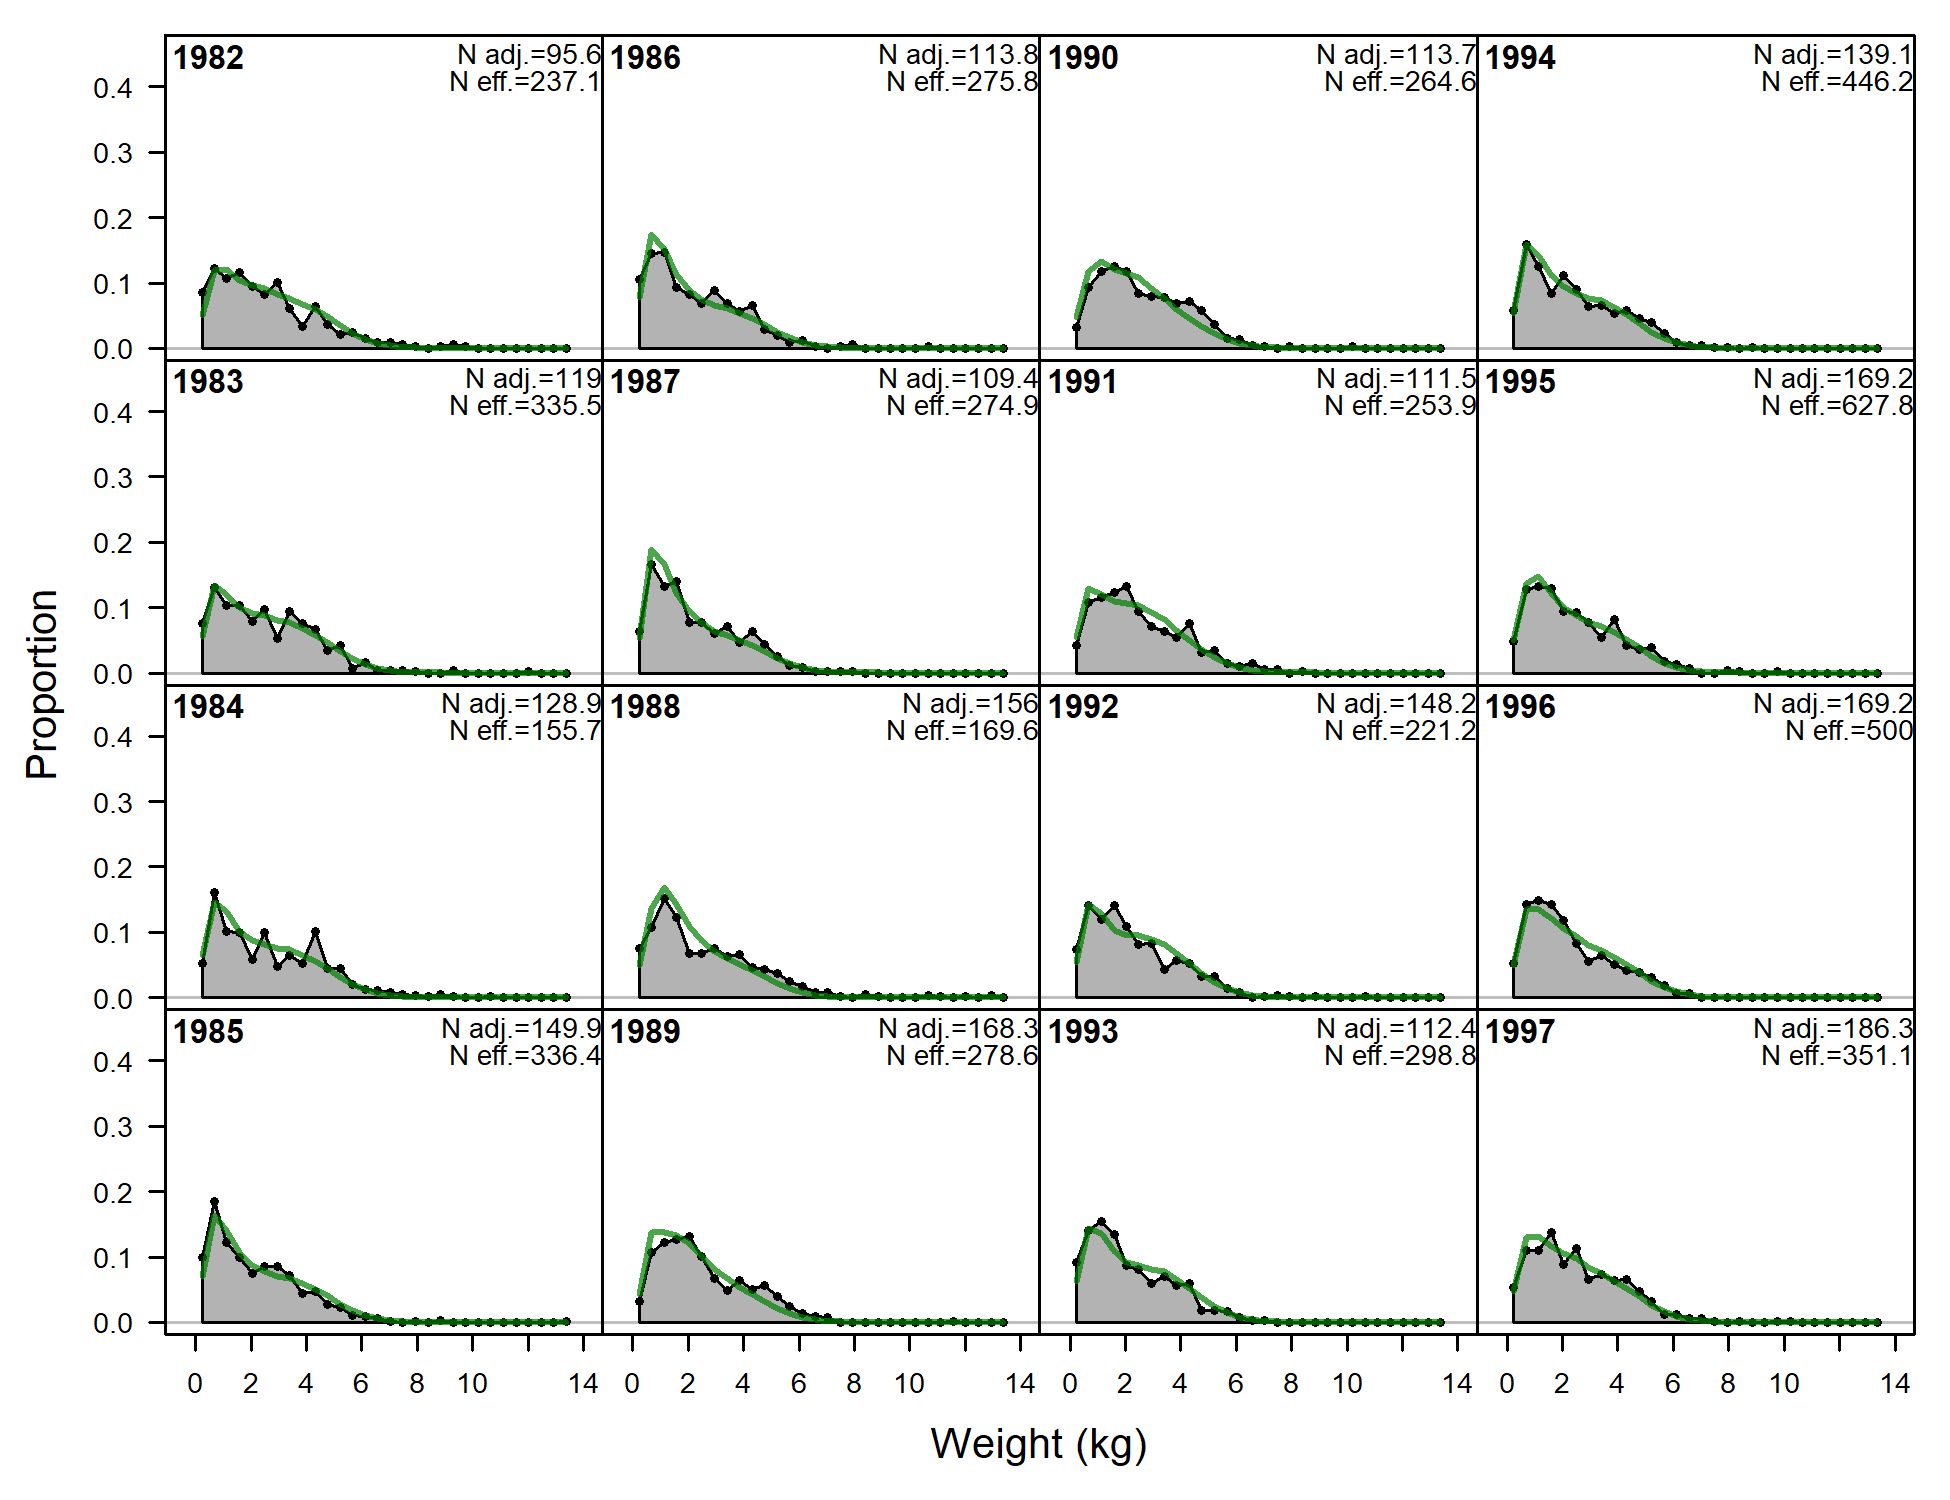 1982 N adj.=95.6
N eff.=237.1
1986 N adj.=113.8
N eff.=275.8
1990 N adj.=113.7
N eff.=264.6
1994 N adj.=139.1
N eff.=446.2
0.4
0.3
0.2
0.1
0.0
1983 N adj.=119
N eff.=335.5
1987 N adj.=109.4
N eff.=274.9
1991 N adj.=111.5
N eff.=253.9
1995 N adj.=169.2
N eff.=627.8
0.4
0.3
0.2
0.1
0.0
Proportion
1984 N adj.=128.9
N eff.=155.7
1988 N adj.=156
N eff.=169.6
1992 N adj.=148.2
N eff.=221.2
1996 N adj.=169.2
N eff.=500
0.4
0.3
0.2
0.1
0.0
1985 N adj.=149.9
N eff.=336.4
1989 N adj.=168.3
N eff.=278.6
1993 N adj.=112.4
N eff.=298.8
1997 N adj.=186.3
N eff.=351.1
0.4
0.3
0.2
0.1
0.0
0 2 4 6 8 10 14 0 2 4 6 8 10 14 0 2 4 6 8 10 14 0 2 4 6 8 10 14
Weight (kg)